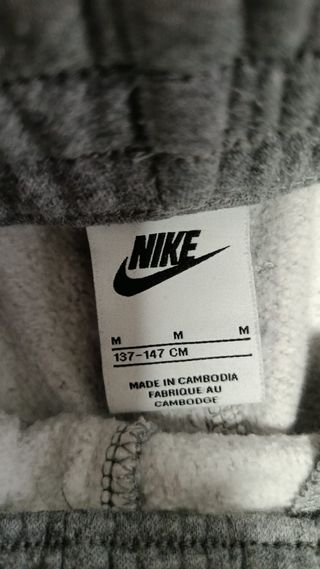 NIKE
M M M
137-147 CM
MADE IN CAMBODIA
FABRIQUE AU
CAMBODGE